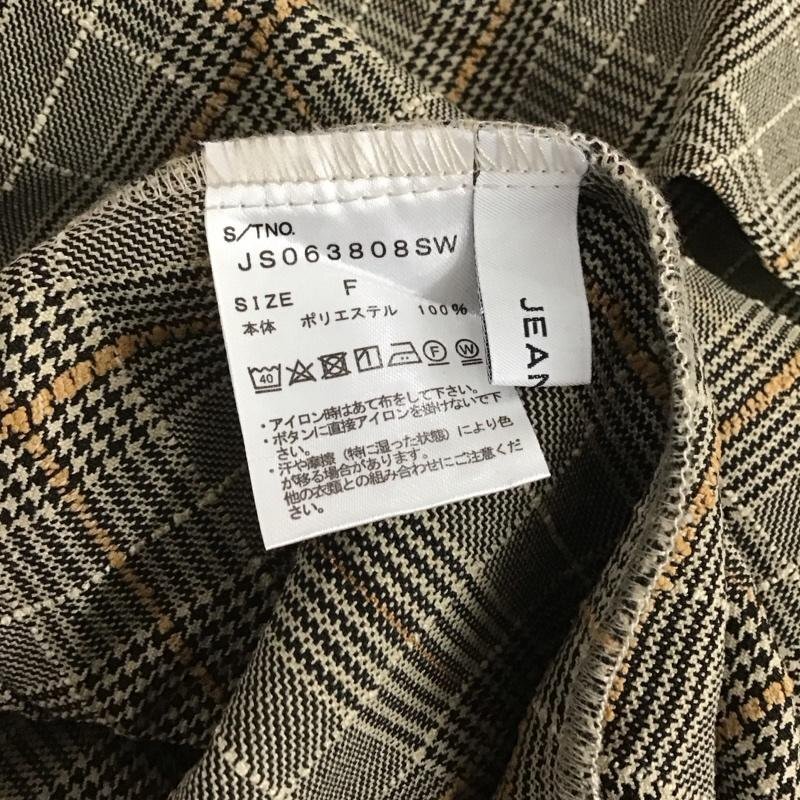 S/TNO.
JS063808SW
SIZE F
本体 ポリエステル 100%
40 F W
・アイロン時はあて布をして下さい。
・ボタンに直接アイロンを掛けないで下
さい。
・汗や摩擦（特に湿った状態）により色
が移る場合があります。
他の衣類との組み合わせにご注意くだ
さい。
JEAN